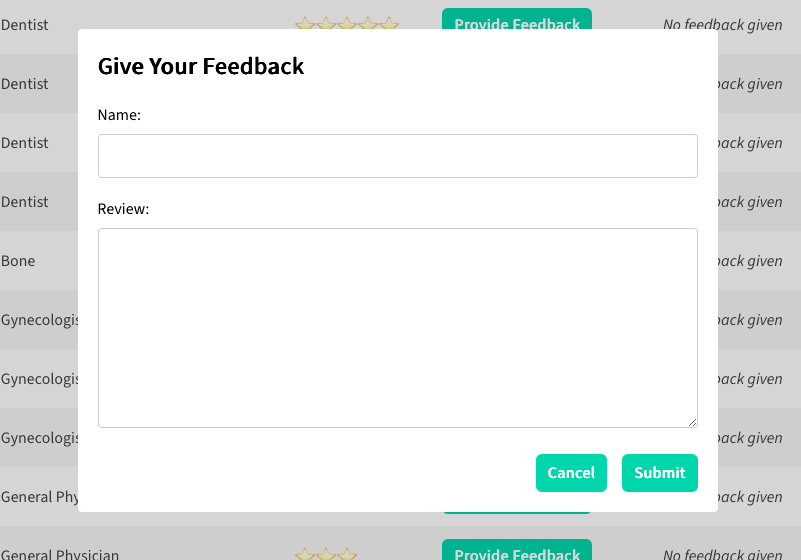 Dentist Provide Feedback No feedback given
Give Your Feedback
Dentist back given
Name:
Dentist back given
Dentist back given
Review:
Bone back given
Gynecologis back given
Gynecologis back given
Gynecologis back given
Cancel Submit
General Phy back given
General Physician Provide Feedback No feedback given